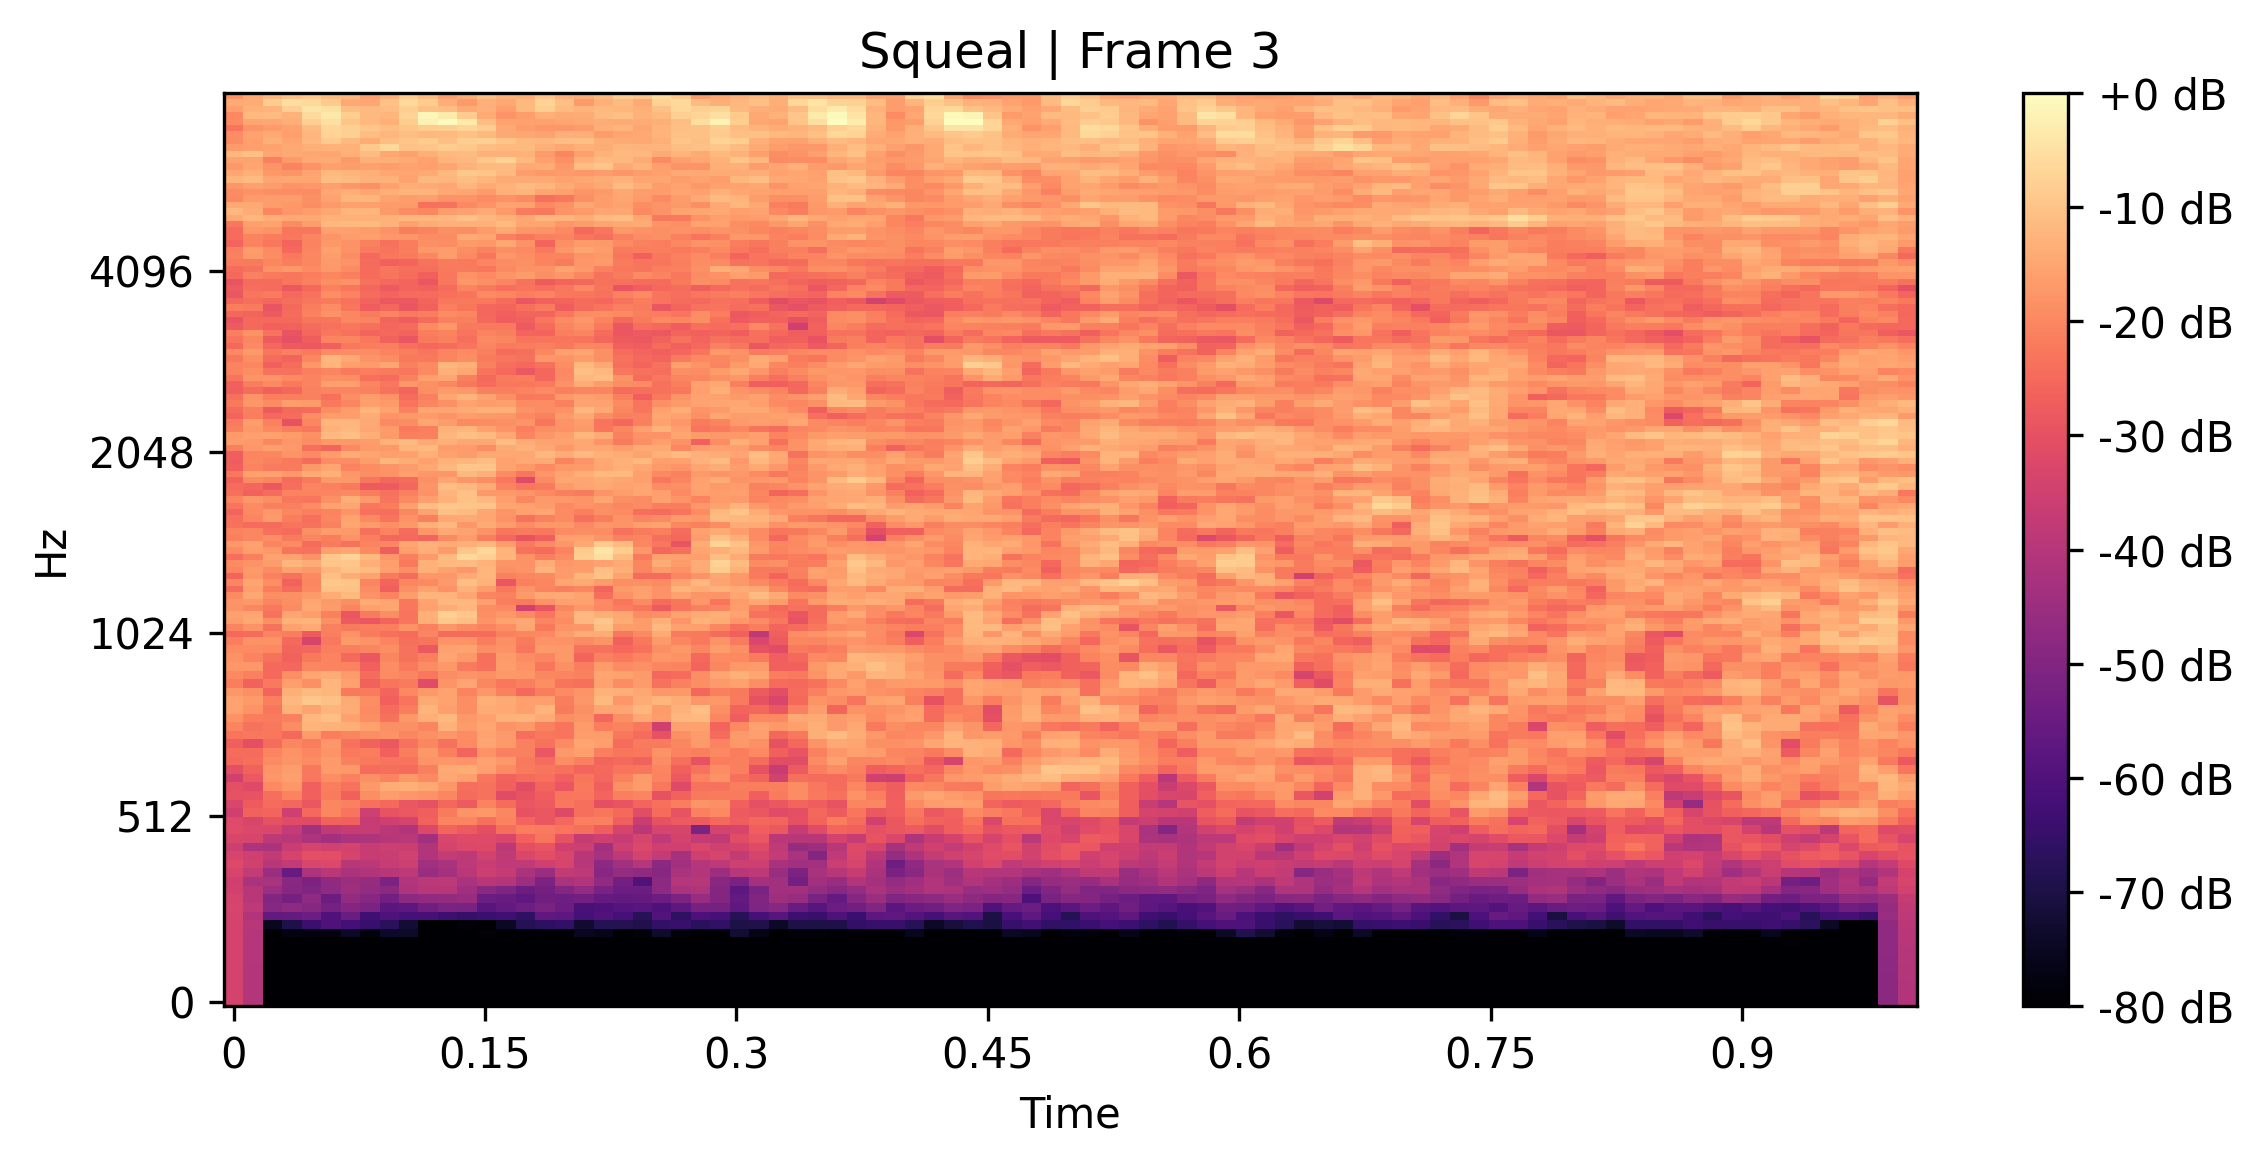 Squeal | Frame 3
+0 dB
-10 dB
-20 dB
-30 dB
-40 dB
-50 dB
-60 dB
-70 dB
-80 dB
Hz
4096
2048
1024
512
0
0 0.15 0.3 0.45 0.6 0.75 0.9
Time